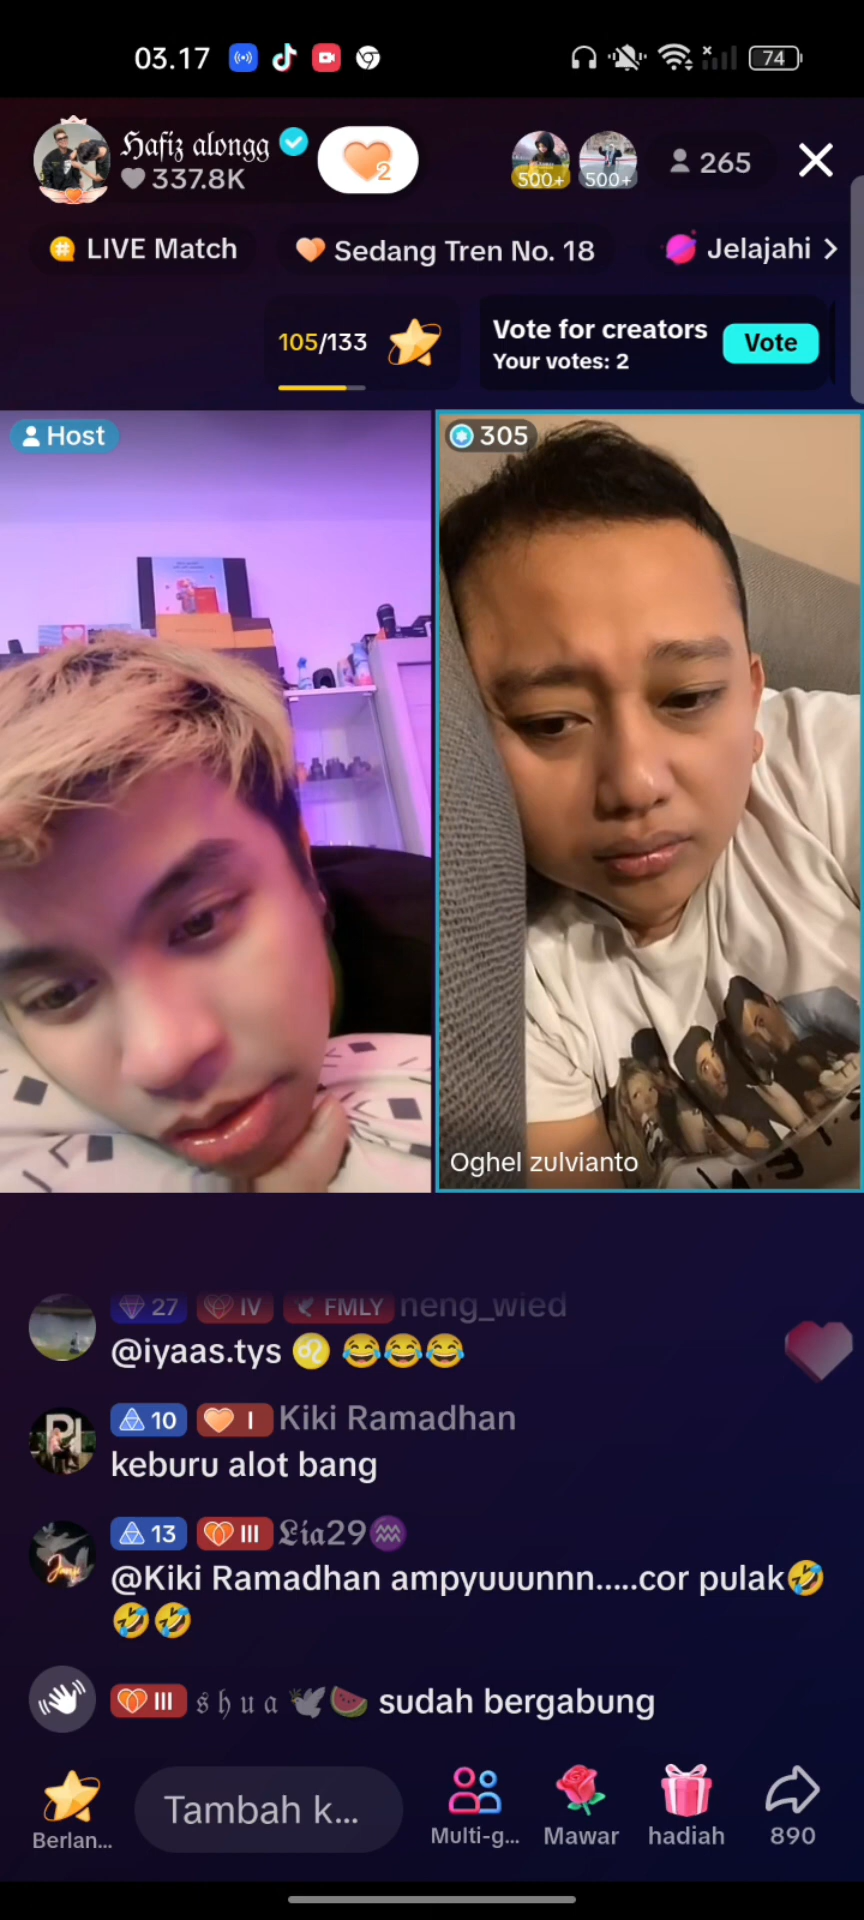 03.17
74
ℌafiz alongg
337.8K
2
500+
500+
265
LIVE Match
Sedang Tren No. 18
Jelajahi
105/133
Vote for creators
Your votes: 2
Vote
Host
305
Oghel zulvianto
27 IV FMLY neng_wied
@iyaas.tys ♌ 😂😂😂
10 I Kiki Ramadhan
keburu alot bang
13 III 𝕷𝖎𝖆29♒
@Kiki Ramadhan ampyuuunnn.....cor pulak🤣
🤣🤣
III 𝔰 𝔥 𝔲 𝔞 🕊🍉 sudah bergabung
Tambah k...
Berlan...
Multi-g...
Mawar
hadiah
890